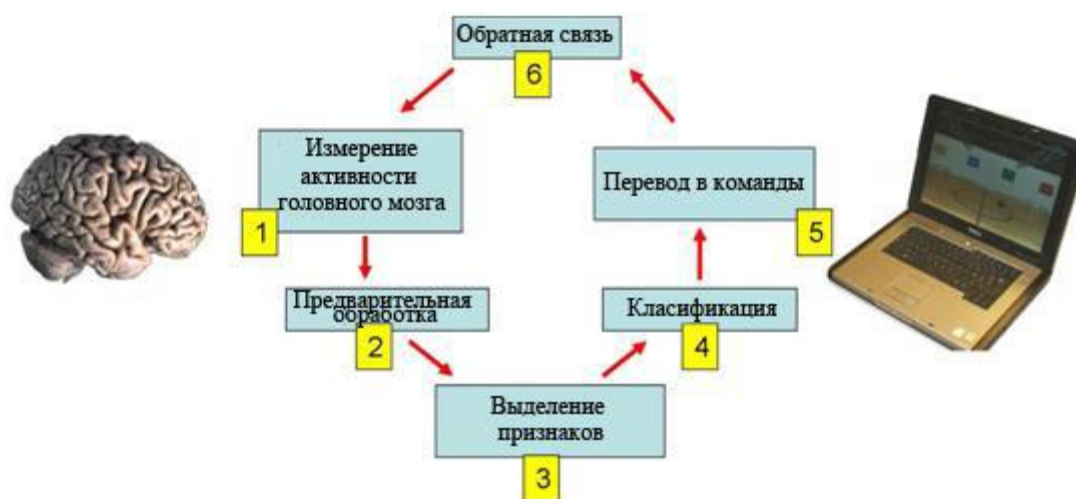 Обратная связь
6
Измерение
активности
головного мозга
1
Предварительная
обработка
2
Выделение
признаков
3
Класификация
4
Перевод в команды
5